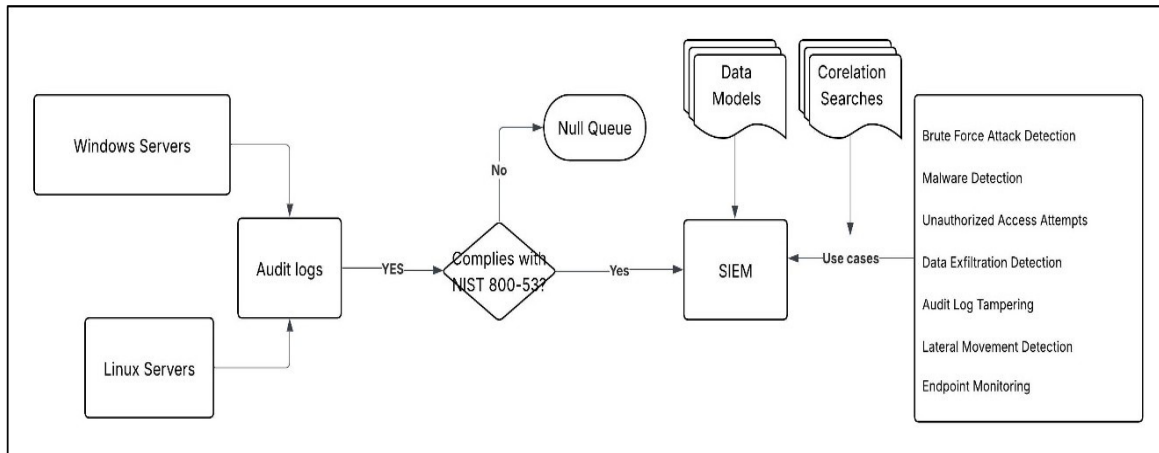 Windows Servers
Linux Servers
Audit logs
YES
Complies with
NIST 800-53?
No
Null Queue
Yes
Data
Models
Corelation
Searches
SIEM
Use cases
Brute Force Attack Detection
Malware Detection
Unauthorized Access Attempts
Data Exfiltration Detection
Audit Log Tampering
Lateral Movement Detection
Endpoint Monitoring